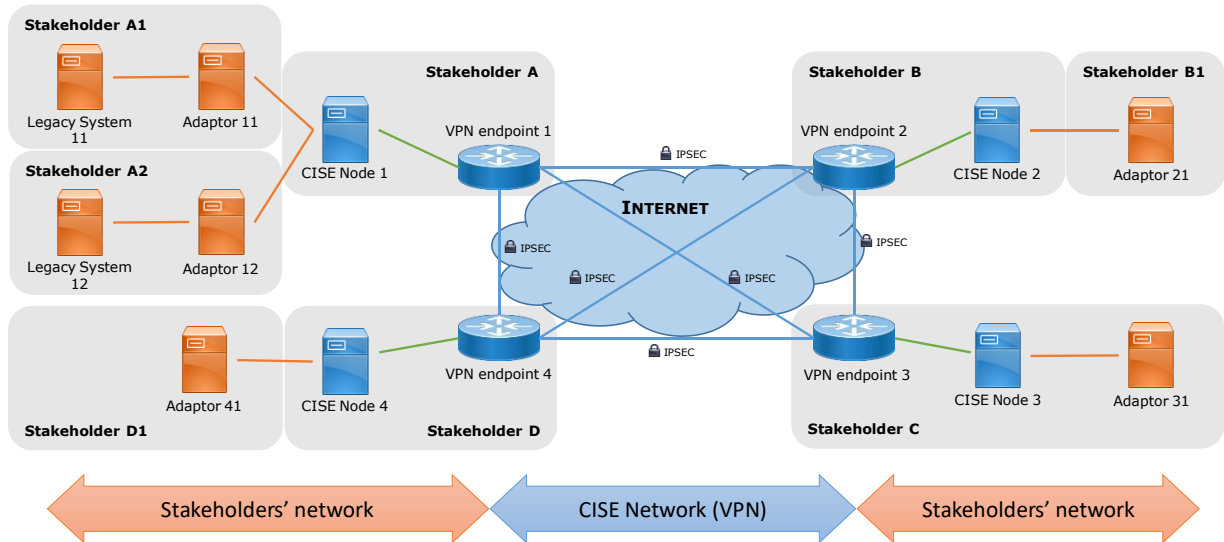 Stakeholder A1
Legacy System
11
Adaptor 11
Stakeholder A2
Legacy System
12
Adaptor 12
Stakeholder A
VPN endpoint 1
CISE Node 1
Stakeholder B
VPN endpoint 2
CISE Node 2
Stakeholder B1
Adaptor 21
IPSEC
INTERNET
IPSEC
IPSEC
IPSEC
IPSEC
IPSEC
Adaptor 41
Stakeholder D1
CISE Node 4
VPN endpoint 4
Stakeholder D
VPN endpoint 3
CISE Node 3
Adaptor 31
Stakeholder C
Stakeholders’ network
CISE Network (VPN)
Stakeholders’ network